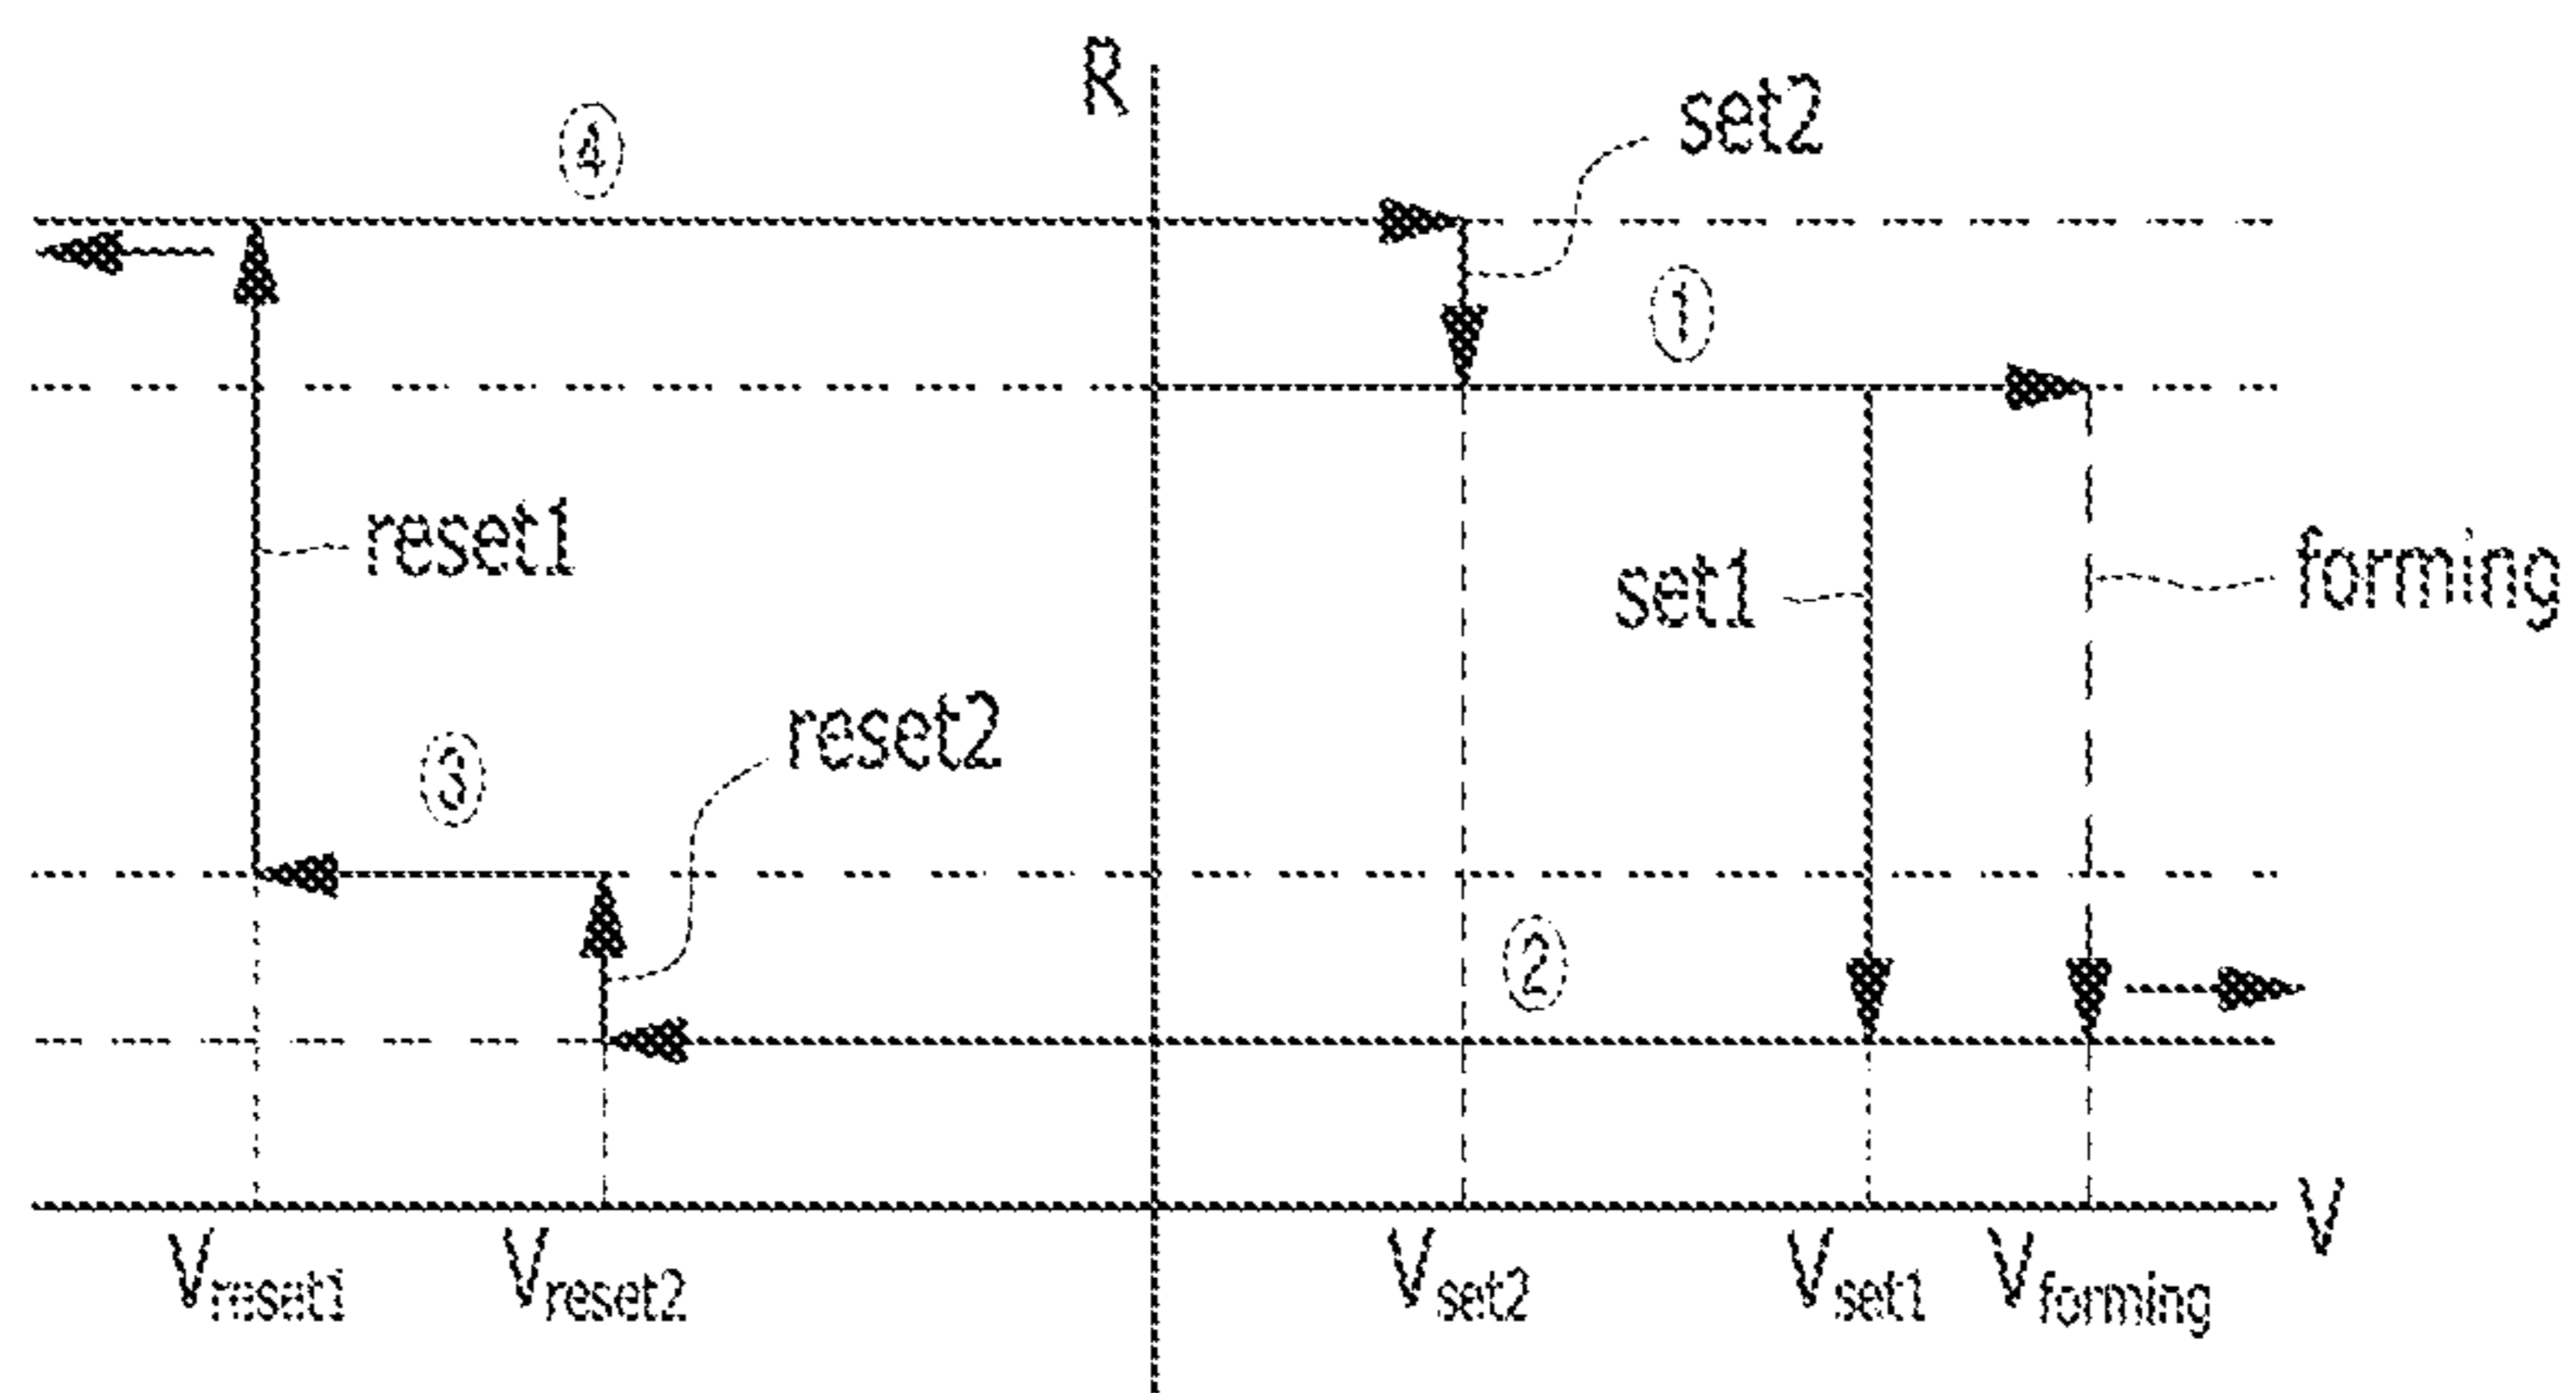 R
④
set2
①
reset1
set1
forming
reset2
③
②
V
Vreset1
Vreset2
Vset2
Vset1
Vforming